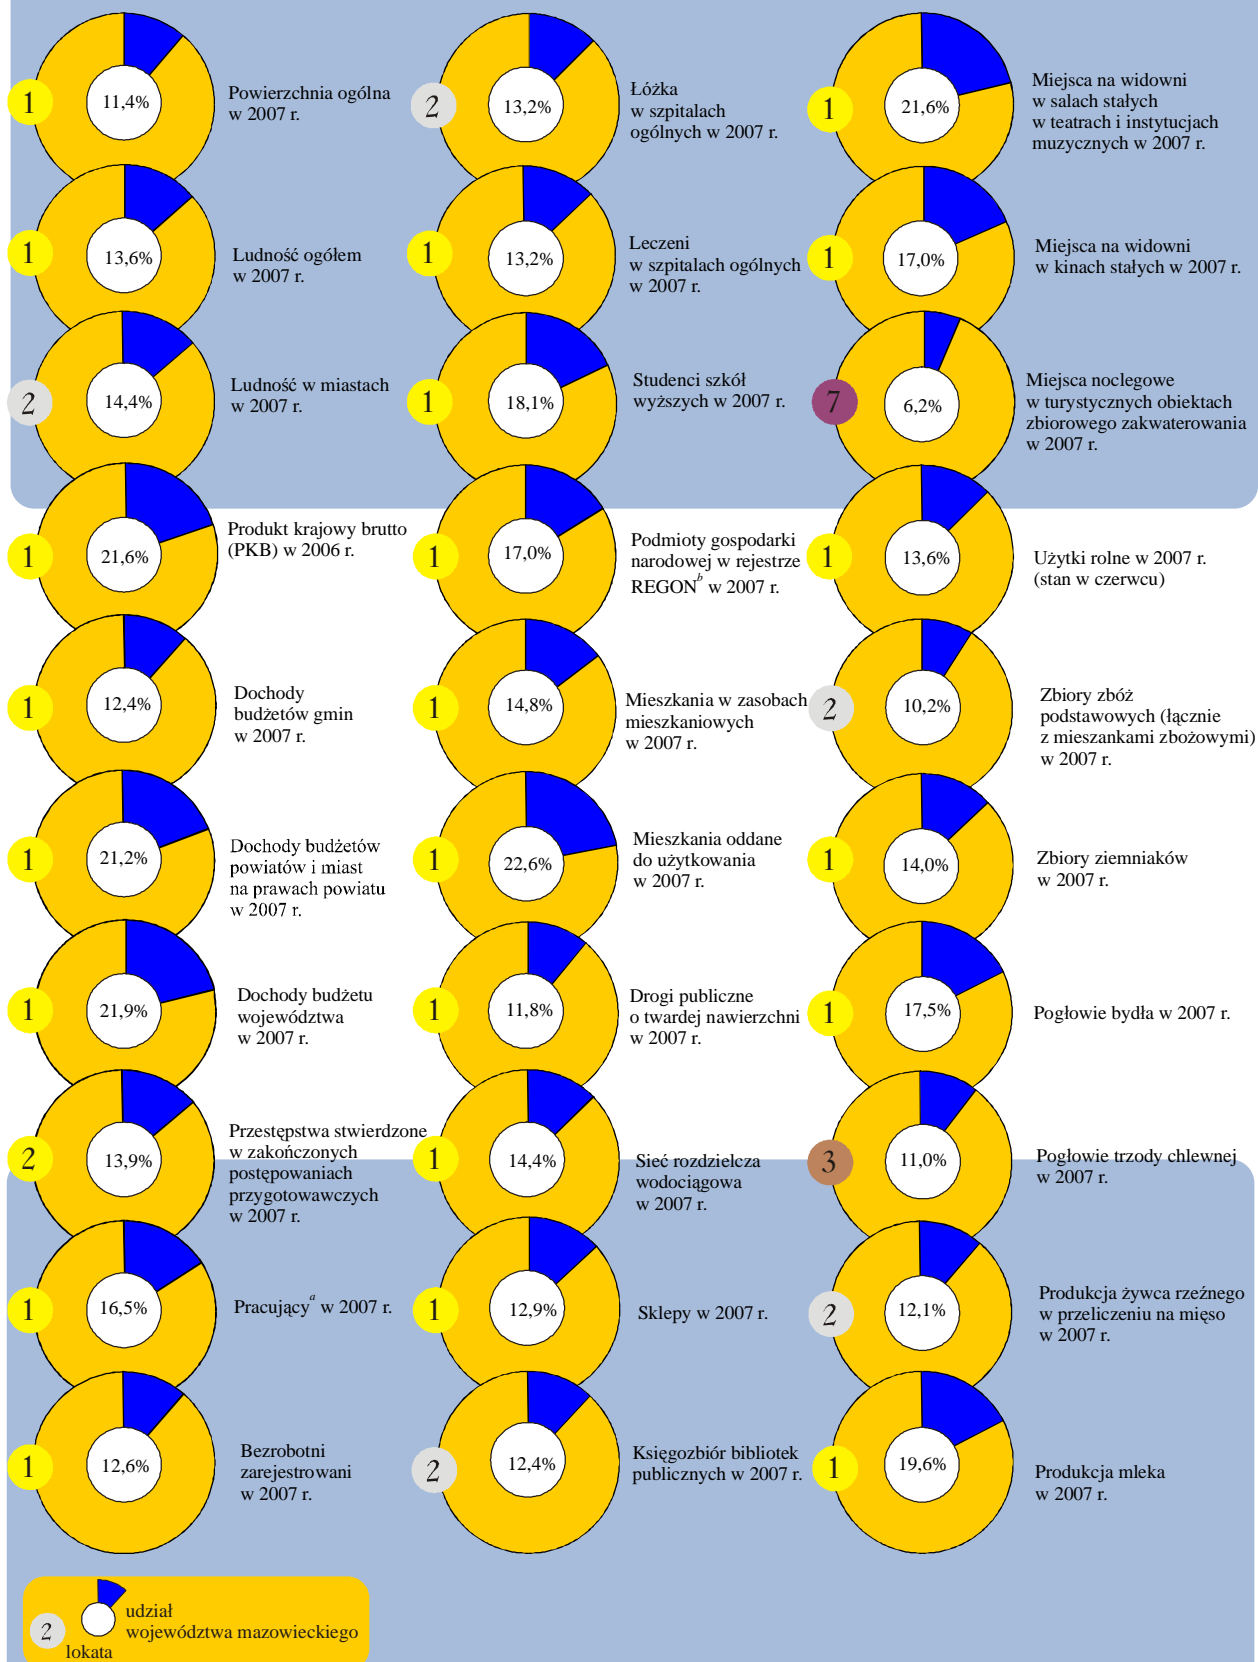 1
11,4%
Powierzchnia ogólna
w 2007 r.
1
13,6%
Ludność ogółem
w 2007 r.
2
14,4%
Ludność w miastach
w 2007 r.
1
21,6%
Produkt krajowy brutto
(PKB) w 2006 r.
1
12,4%
Dochody
budżetów gmin
w 2007 r.
1
21,2%
Dochody budżetów
powiatów i miast
na prawach powiatu
w 2007 r.
1
21,9%
Dochody budżetu
województwa
w 2007 r.
2
13,9%
Przestępstwa stwierdzone
w zakończonych
postępowaniach
przygotowawczych
w 2007 r.
1
16,5%
Pracujący a w 2007 r.
1
12,6%
Bezrobotni
zarejestrowani
w 2007 r.
2
13,2%
Łóżka
w szpitalach
ogólnych w 2007 r.
1
13,2%
Leczeni
w szpitalach ogólnych
w 2007 r.
1
18,1%
Studenci szkół
wyższych w 2007 r.
1
17,0%
Podmioty gospodarki
narodowej w rejestrze
REGON b w 2007 r.
1
14,8%
Mieszkania w zasobach
mieszkaniowych
w 2007 r.
1
22,6%
Mieszkania oddane
do użytkowania
w 2007 r.
1
11,8%
Drogi publiczne
o twardej nawierzchni
w 2007 r.
1
14,4%
Sieć rozdzielcza
wodociągowa
w 2007 r.
1
12,9%
Sklepy w 2007 r.
2
12,4%
Księgozbiór bibliotek
publicznych w 2007 r.
1
21,6%
Miejsca na widowni
w salach stałych
w teatrach i instytucjach
muzycznych w 2007 r.
1
17,0%
Miejsca na widowni
w kinach stałych w 2007 r.
7
6,2%
Miejsca noclegowe
w turystycznych obiektach
zbiorowego zakwaterowania
w 2007 r.
1
13,6%
Użytki rolne w 2007 r.
(stan w czerwcu)
2
10,2%
Zbiory zbóż
podstawowych (łącznie
z mieszankami zbożowymi)
w 2007 r.
1
14,0%
Zbiory ziemniaków
w 2007 r.
1
17,5%
Pogłowie bydła w 2007 r.
3
11,0%
Pogłowie trzody chlewnej
w 2007 r.
2
12,1%
Produkcja żywca rzeźnego
w przeliczeniu na mięso
w 2007 r.
1
19,6%
Produkcja mleka
w 2007 r.
2
lokata
udział
województwa mazowieckiego